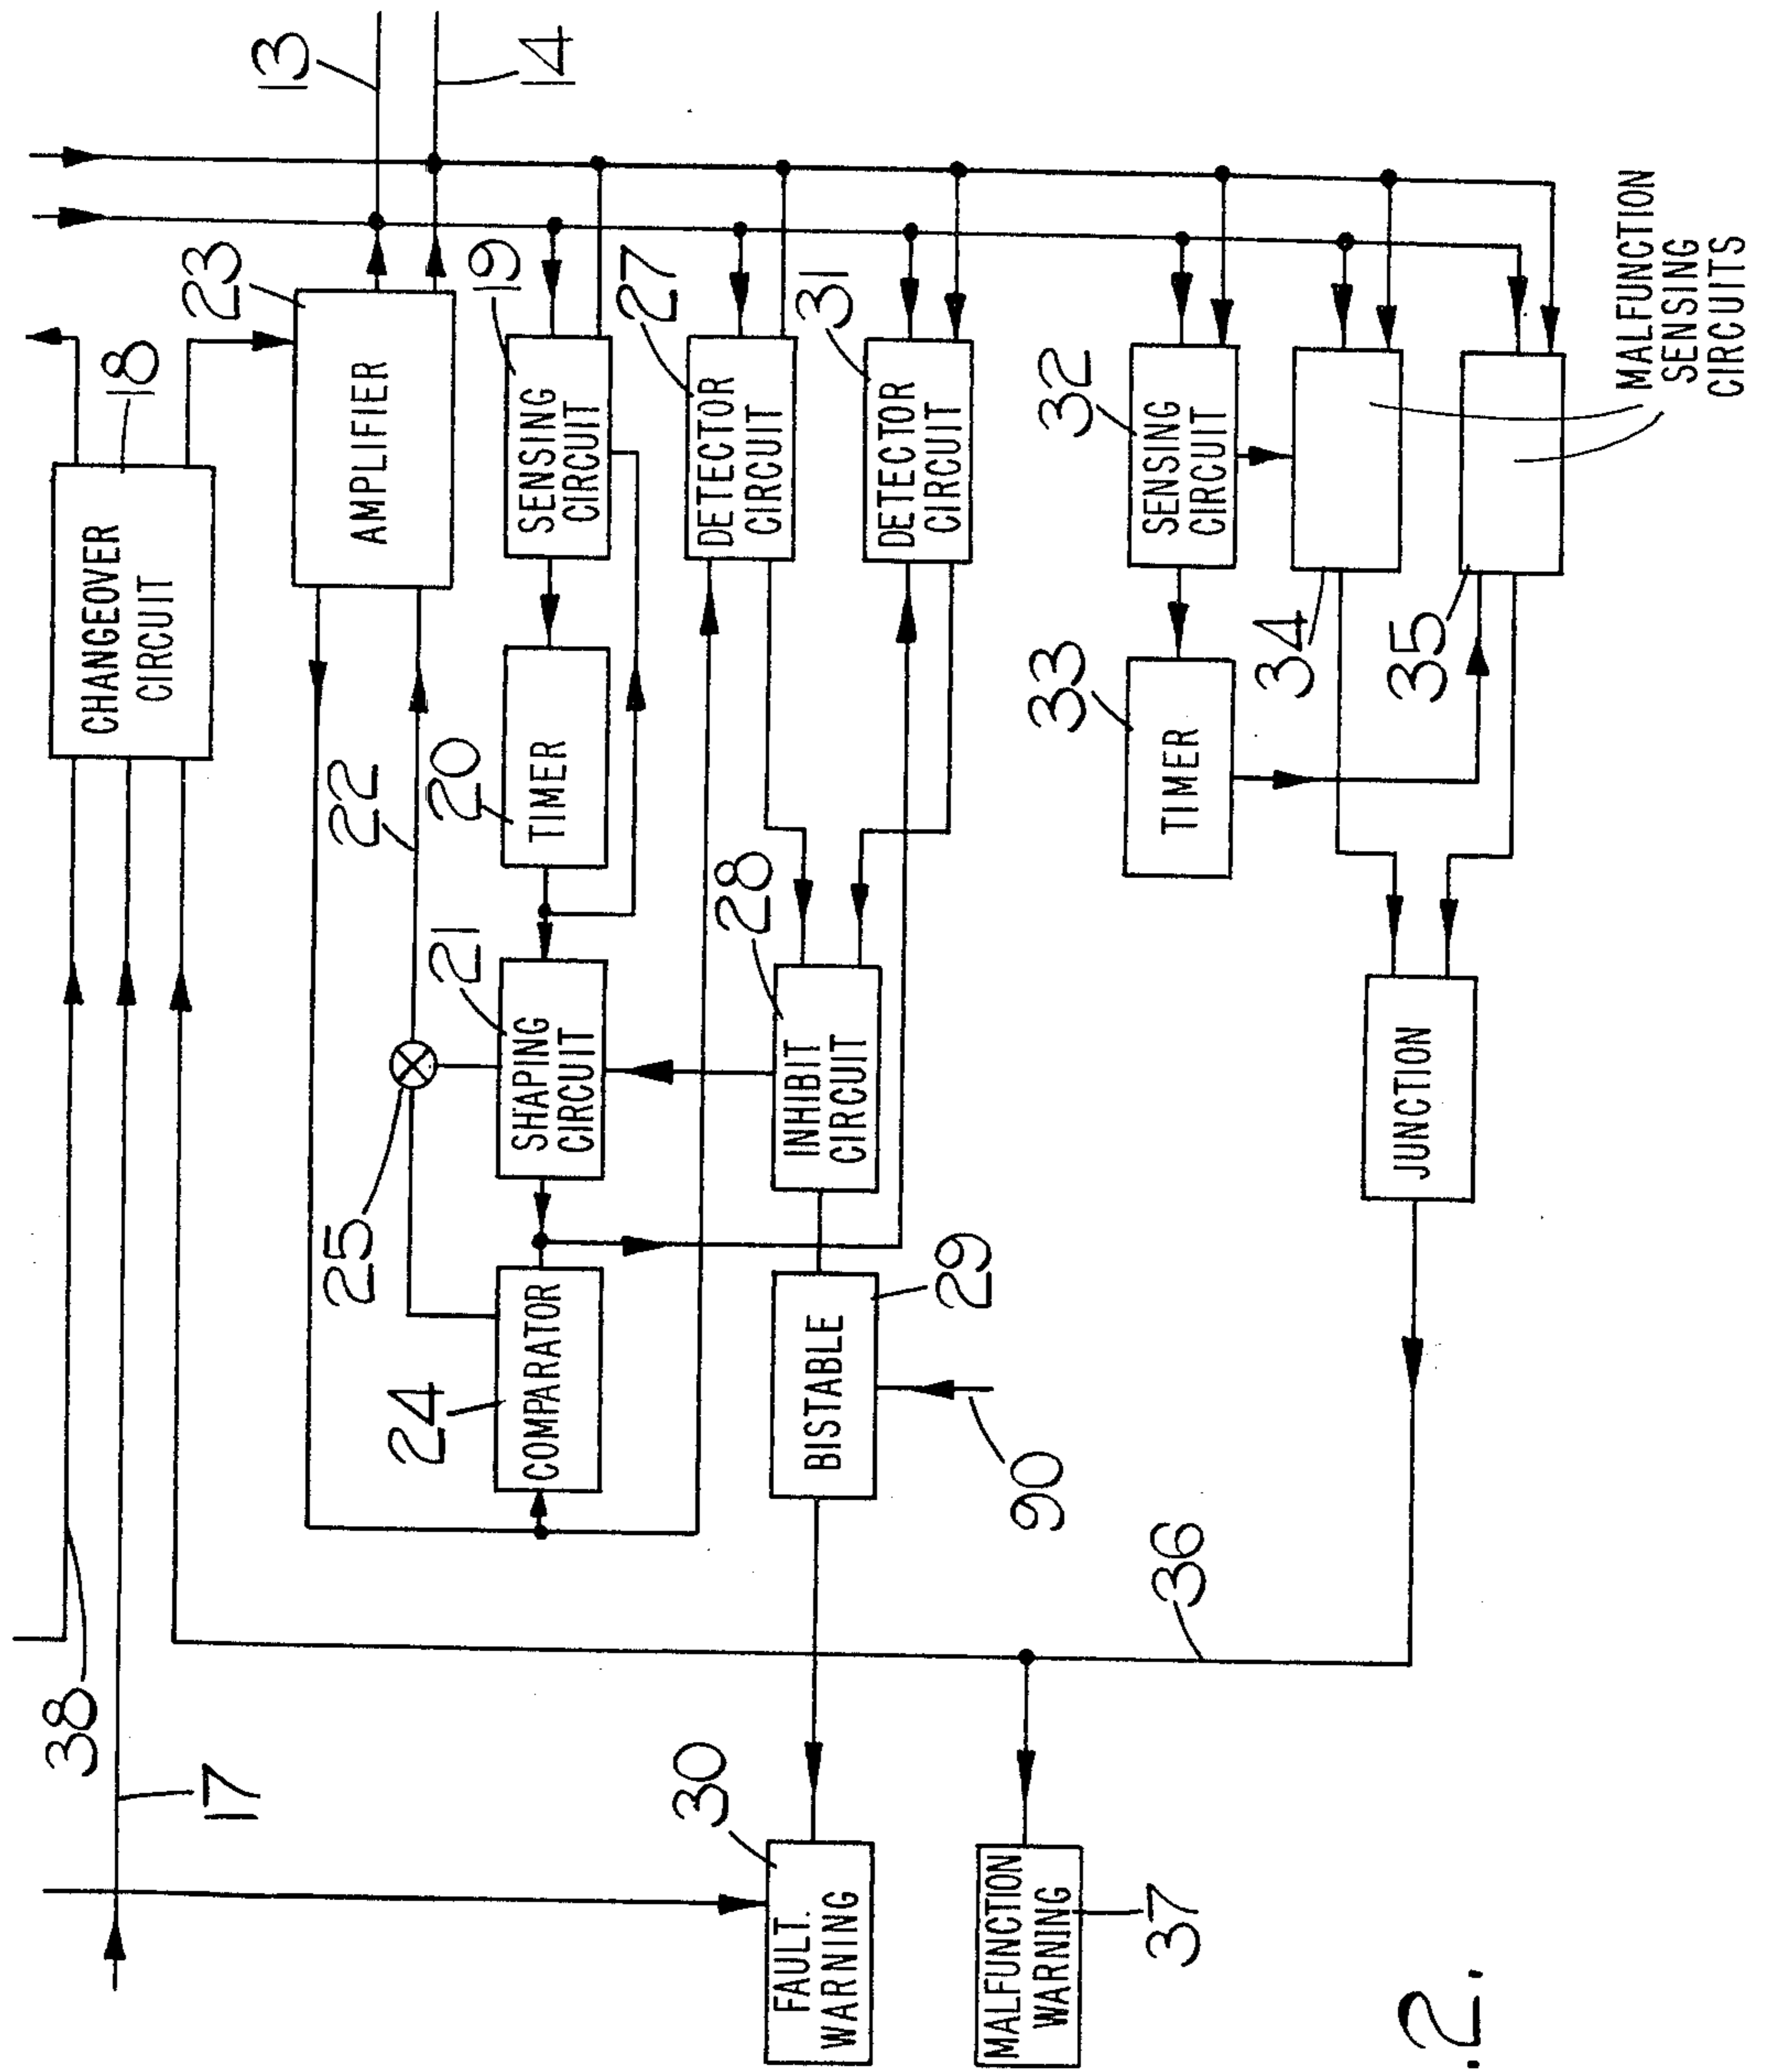 13
14
23
18
CHANGEOVER
CIRCUIT
AMPLIFIER
19
SENSING
CIRCUIT
27
DETECTOR
CIRCUIT
31
DETECTOR
CIRCUIT
32
SENSING
CIRCUIT
MALFUNCTION
SENSING
CIRCUITS
22
20
TIMER
33
TIMER
34
35
21
SHAPING
CIRCUIT
28
INHIBIT
CIRCUIT
JUNCTION
25
24
COMPARATOR
29
BISTABLE
90
36
38
17
30
FAULT.
WARNING
37
MALFUNCTION
WARNING
.2.